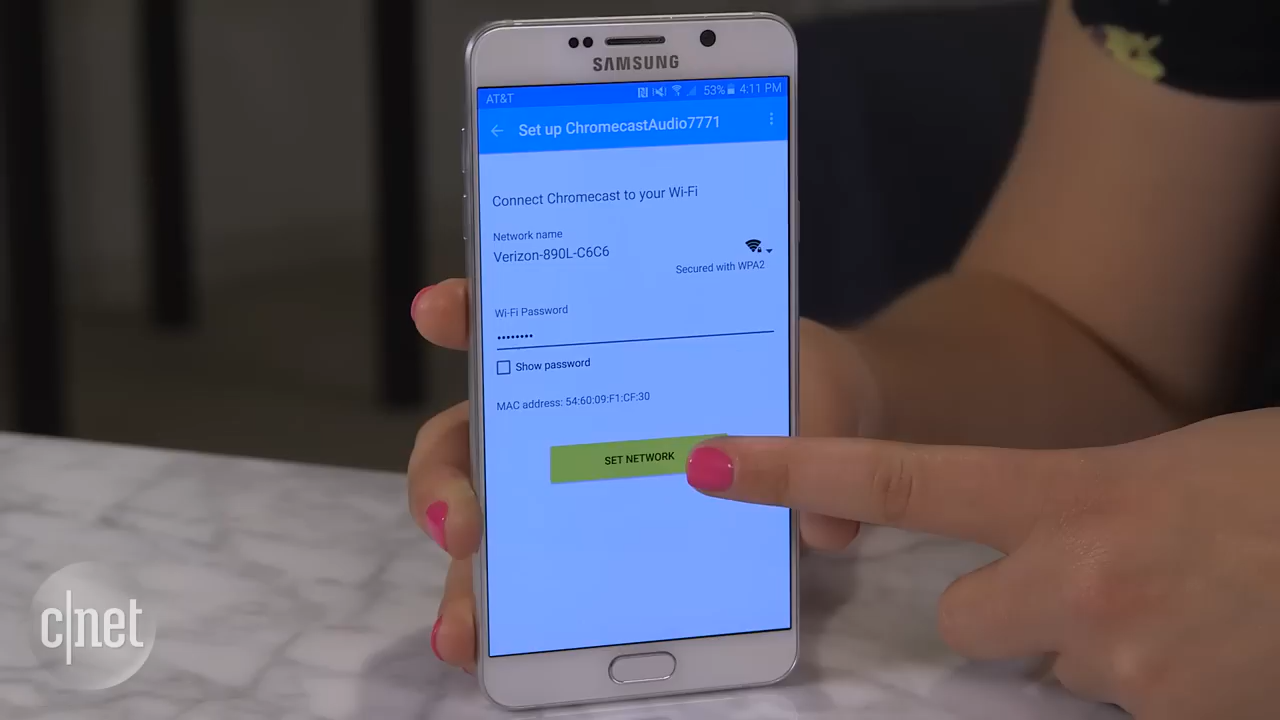 SAMSUNG
AT&T 53% 4:11 PM
Set up ChromecastAudio7771
Connect Chromecast to your Wi-Fi
Network name
Verizon-890L-C6C6
Secured with WPA2
Wi-Fi Password
••••••••
Show password
MAC address: 54:60:09:F1:CF:30
SET NETWORK
c|net